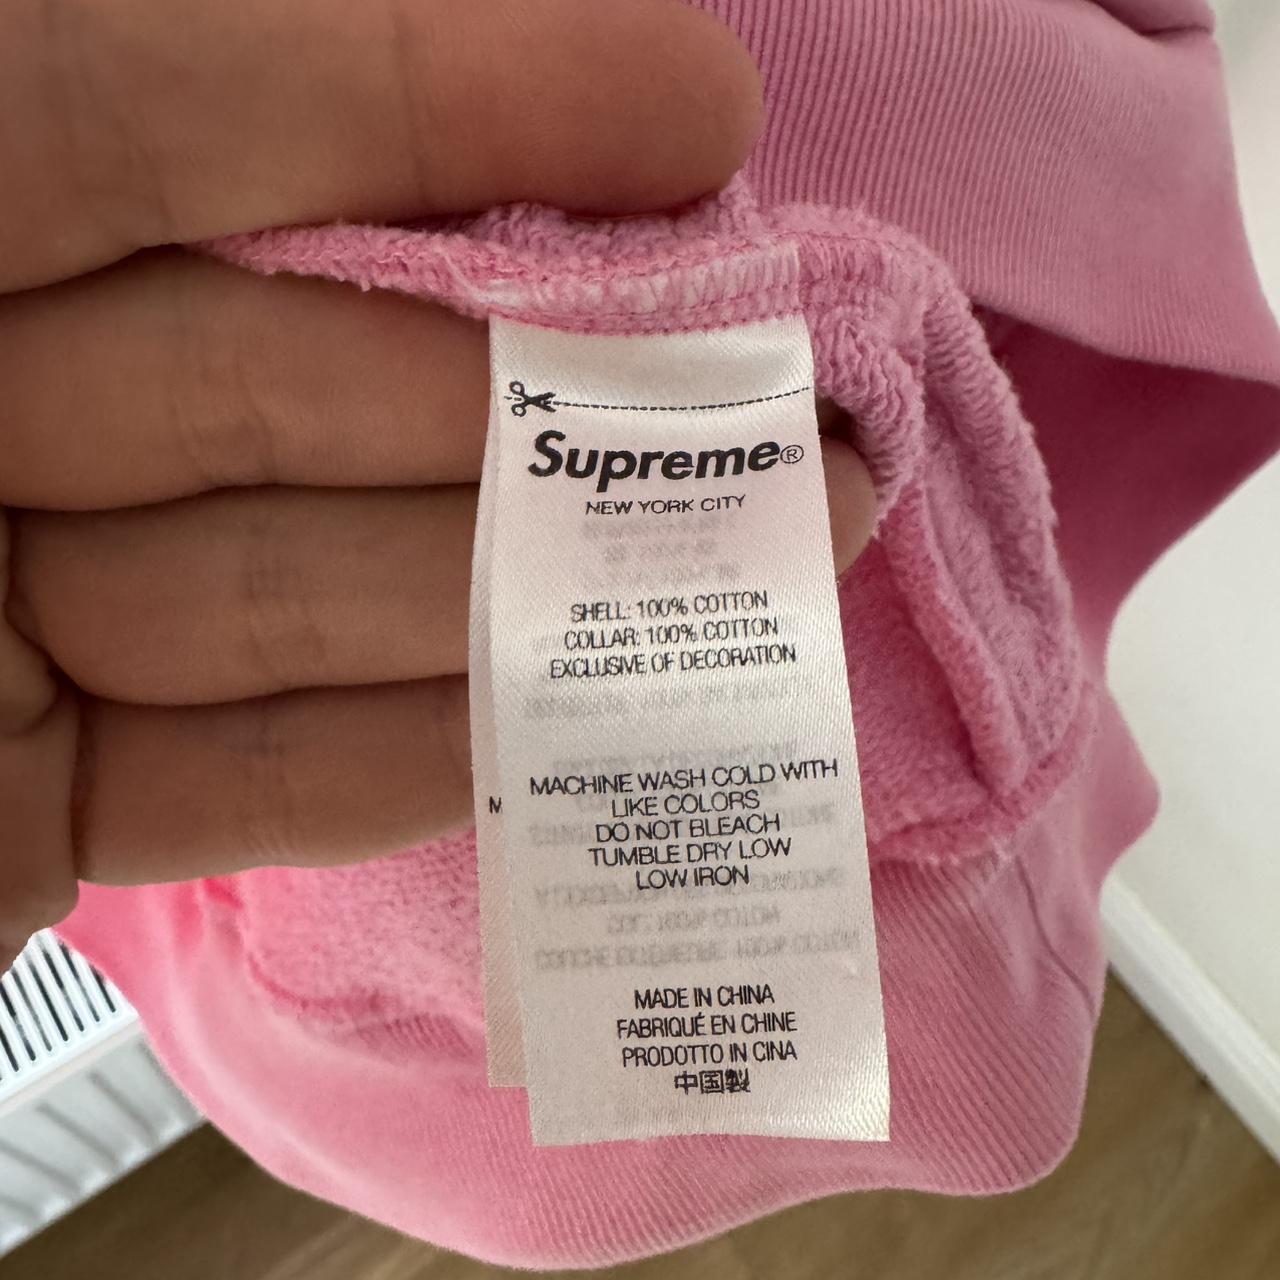 Supreme®
NEW YORK CITY
SHELL: 100% COTTON
COLLAR: 100% COTTON
EXCLUSIVE OF DECORATION
MACHINE WASH COLD WITH
LIKE COLORS
DO NOT BLEACH
TUMBLE DRY LOW
LOW IRON
M
MADE IN CHINA
FABRIQUÉ EN CHINE
PRODOTTO IN CINA
中国製